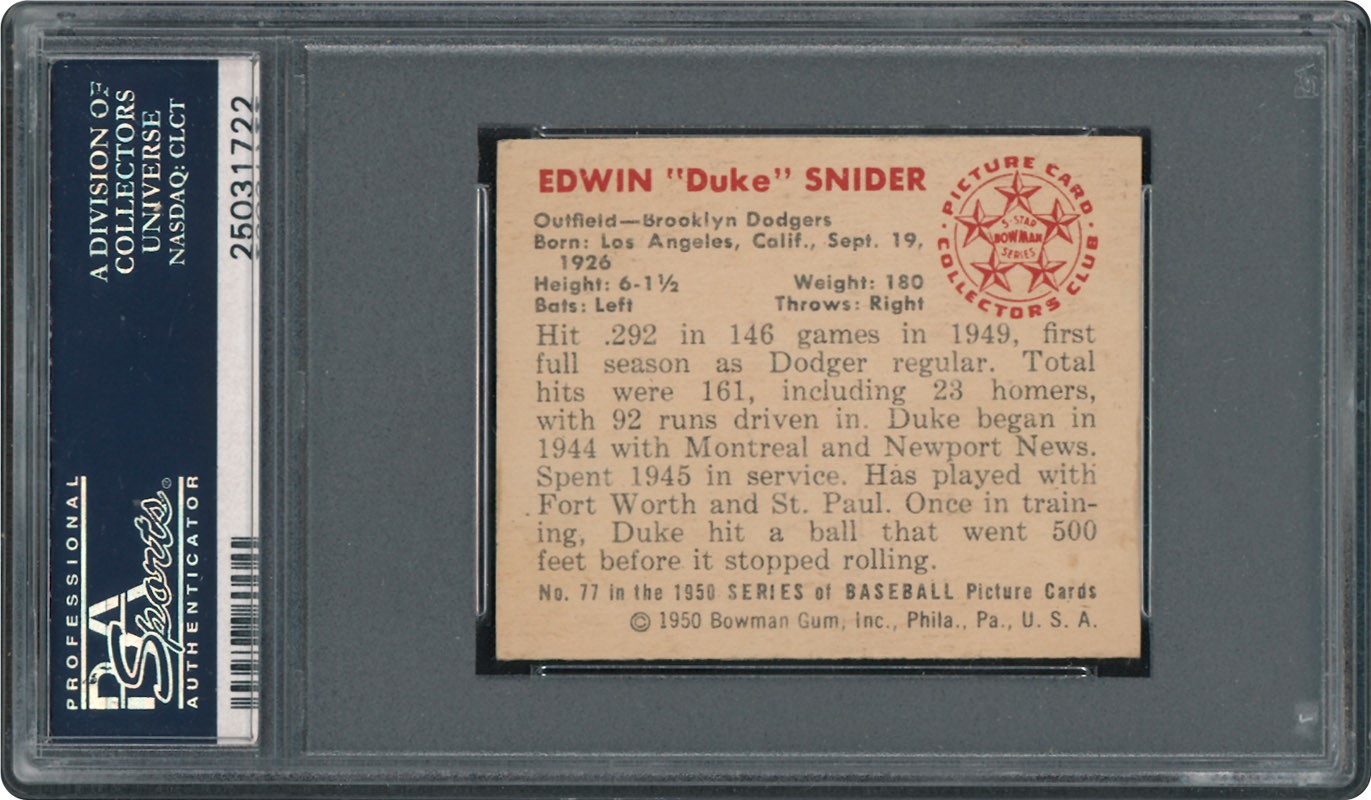 A DIVISION OF
COLLECTORS
UNIVERSE
NASDAQ: CLCT
25031722
PROFESSIONAL
PSA
Sports®
AUTHENTICATOR
EDWIN "Duke" SNIDER
Outfield—Brooklyn Dodgers
Born: Los Angeles, Calif., Sept. 19,
1926
Height: 6-1½ Weight: 180
Bats: Left Throws: Right
PICTURE CARD
COLLECTORS CLUB
5-STAR
BOWMAN
SERIES
Hit .292 in 146 games in 1949, first
full season as Dodger regular. Total
hits were 161, including 23 homers,
with 92 runs driven in. Duke began in
1944 with Montreal and Newport News.
Spent 1945 in service. Has played with
Fort Worth and St. Paul. Once in train-
ing, Duke hit a ball that went 500
feet before it stopped rolling.
No. 77 in the 1950 SERIES of BASEBALL Picture Cards
© 1950 Bowman Gum, Inc., Phila., Pa., U. S. A.